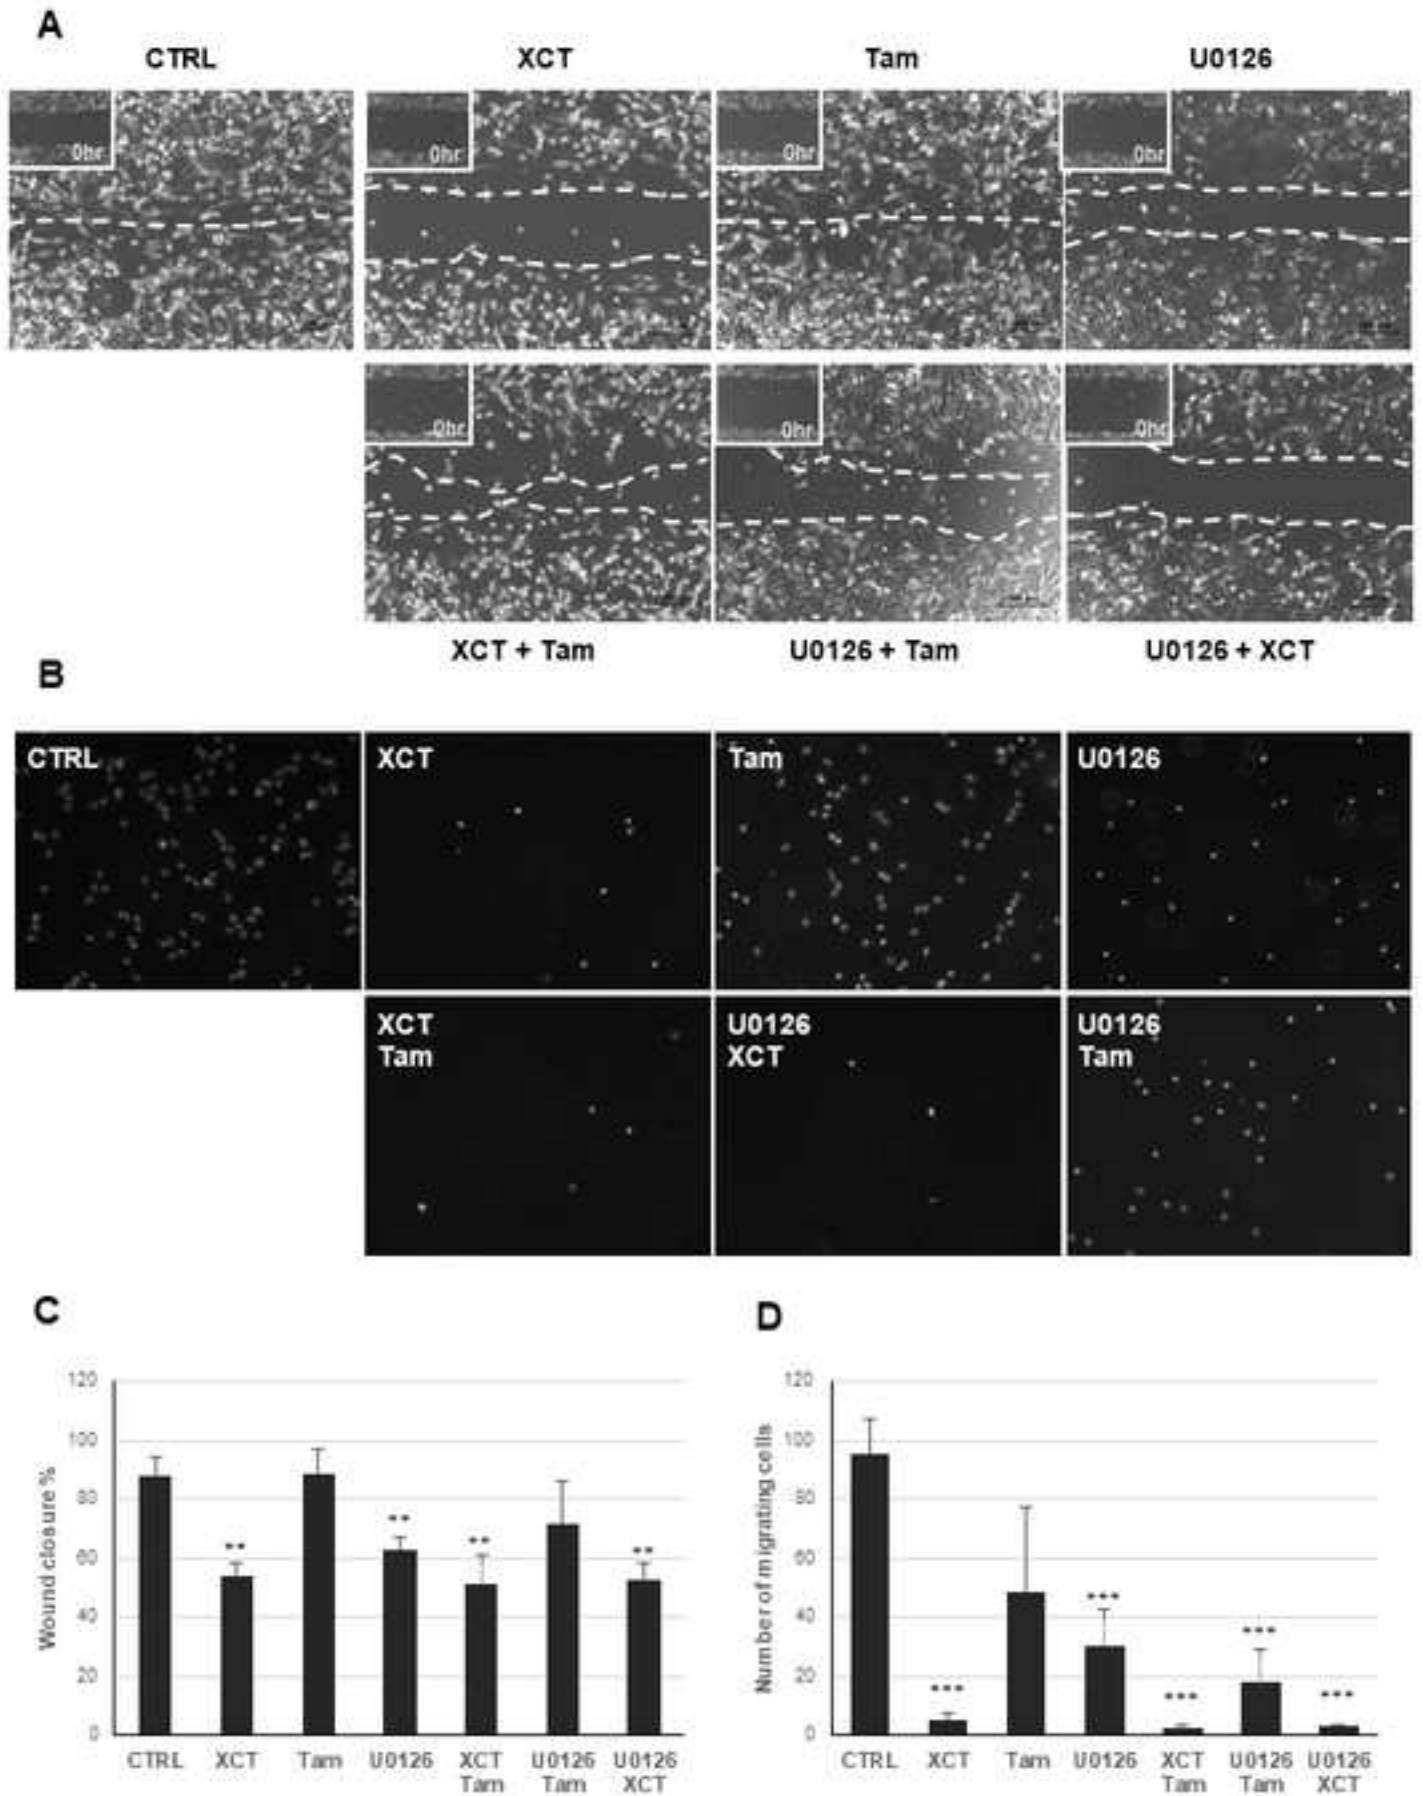 A
CTRL XCT Tam U0126
0hr 0hr 0hr 0hr
0hr 0hr 0hr
XCT + Tam U0126 + Tam U0126 + XCT
B
CTRL XCT Tam U0126
XCT U0126 U0126
Tam XCT Tam
C
120
100
80
60
40
20
0
Wound closure %
** ** ** **
CTRL XCT Tam U0126 XCT U0126 U0126
Tam Tam XCT
D
120
100
80
60
40
20
0
Number of migrating cells
*** *** *** *** ***
CTRL XCT Tam U0126 XCT U0126 U0126
Tam Tam XCT